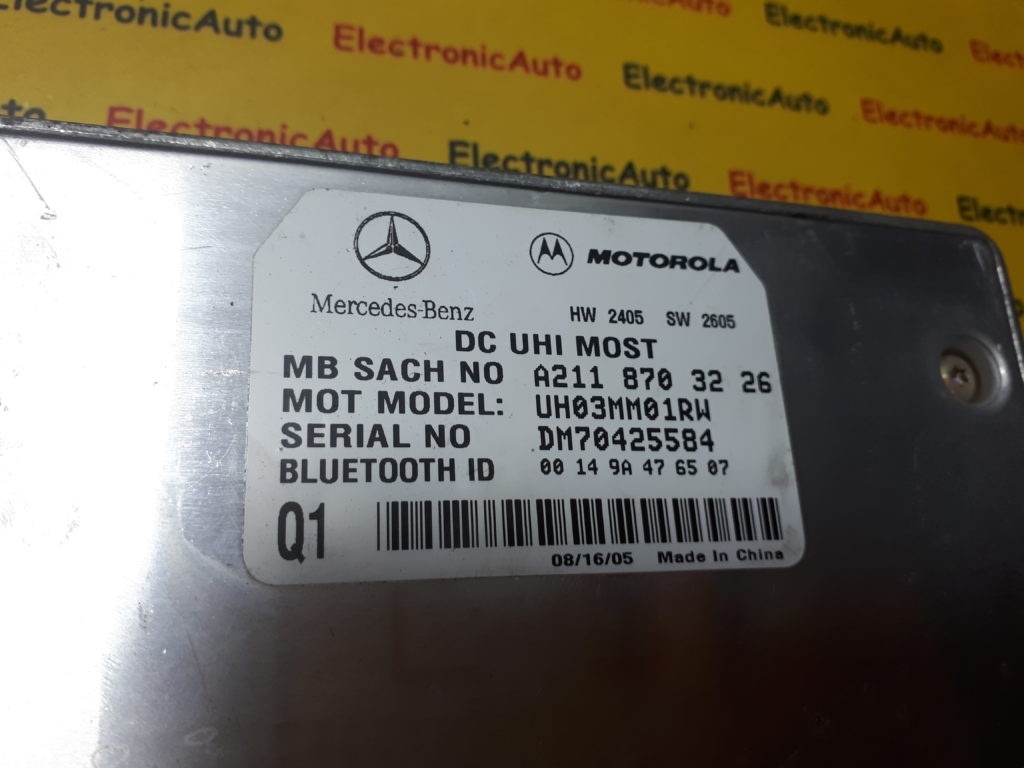 ElectronicAuto
ElectronicAuto
ElectronicAuto
ElectronicAuto
ElectronicAuto
ElectronicAuto
ElectronicAuto
ElectronicAuto
ElectronicAuto
Mercedes-Benz
MOTOROLA
HW 2405 SW 2605
DC UHI MOST
MB SACH NO A211 870 32 26
MOT MODEL: UH03MM01RW
SERIAL NO DM70425584
BLUETOOTH ID 00 14 9A 47 65 07
Q1
08/16/05 Made In China